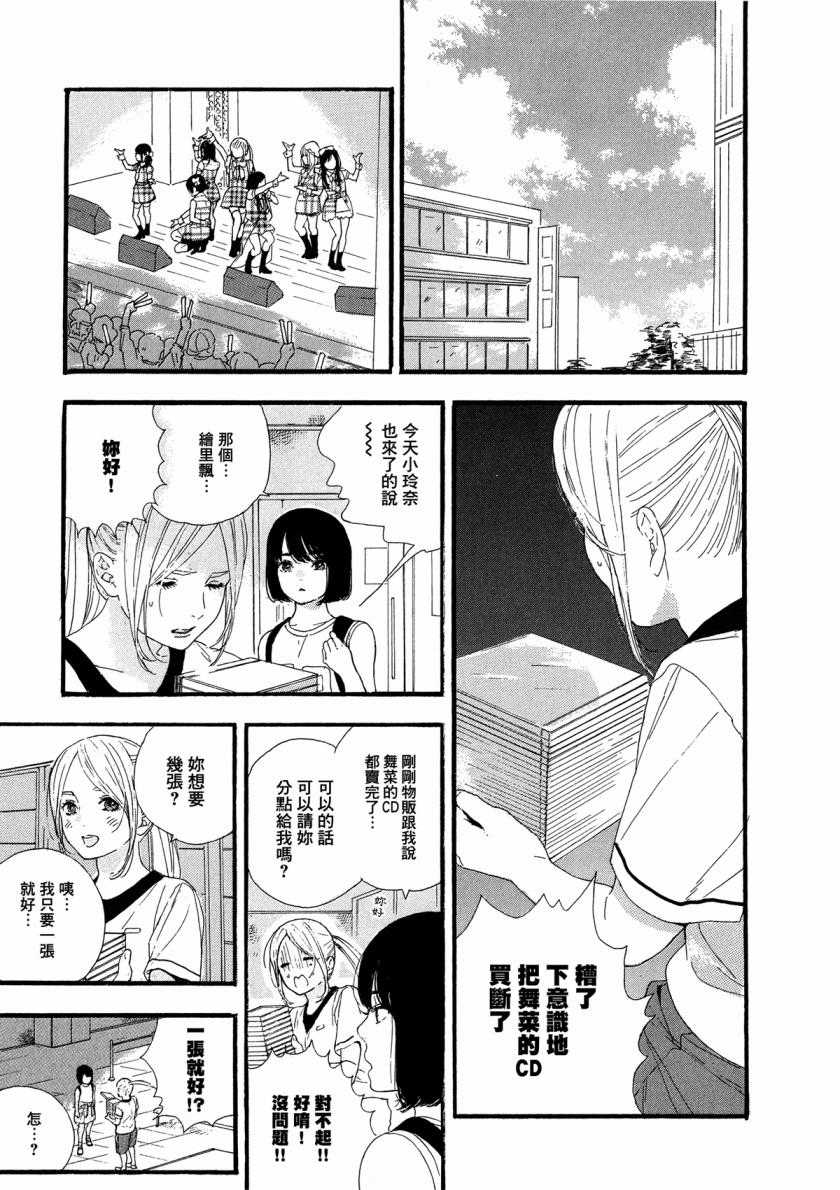 糟了
下意識地
把舞菜的CD
買斷了
今天小玲奈
也來了的說
那個…
繪里飄…
妳好！
剛剛物販跟我說
舞菜的CD
都賣完了…
可以的話
可以請妳
分點給我嗎？
妳好
對不起!!
好唷！
沒問題!!
妳想要
幾張？
咦…
我只要一張
就好…
一張就好!?
怎…？